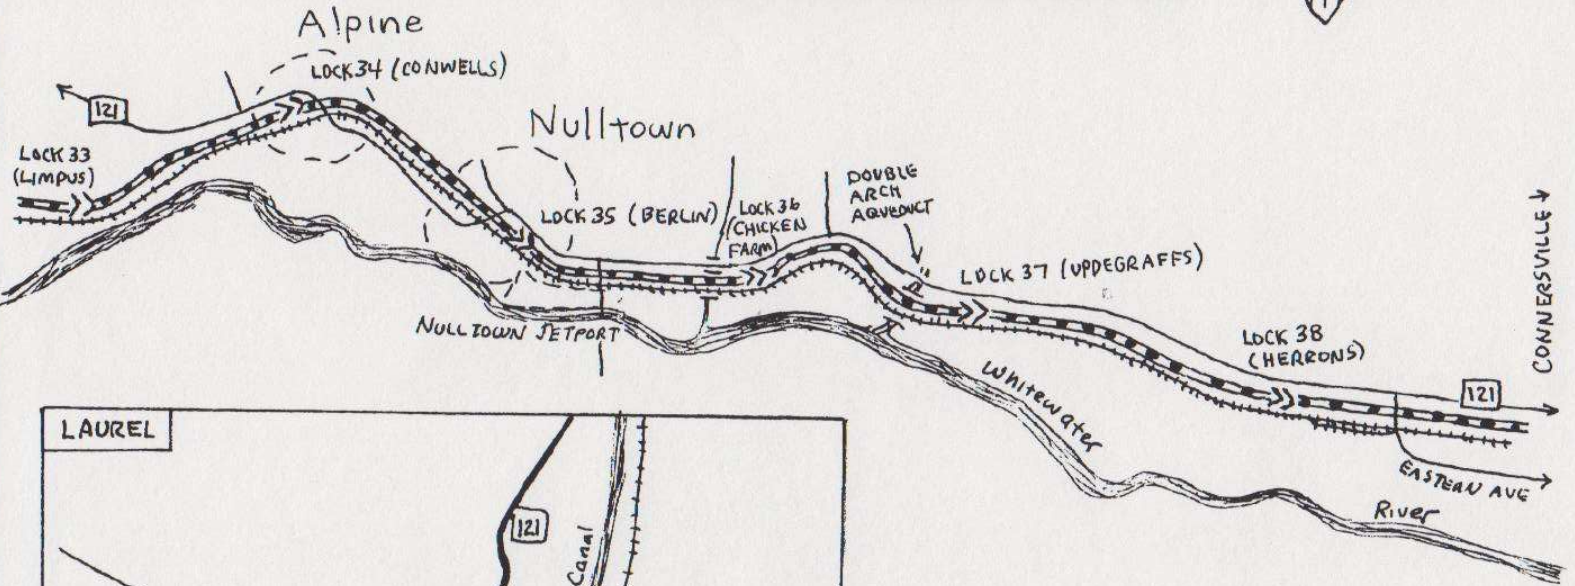 1
Alpine
LOCK 34 (CONWELLS)
121
Nulltown
LOCK 33
(LIMPUS)
LOCK 35 (BERLIN)
LOCK 36
(CHICKEN
FARM)
DOUBLE
ARCH
AQUEDUCT
LOCK 37 (UPDEGRAFFS)
CONNERSVILLE
NULLTOWN JETPORT
LOCK 38
(HERRONS)
Whitewater
River
121
EASTERN AVE
LAUREL
121
Canal